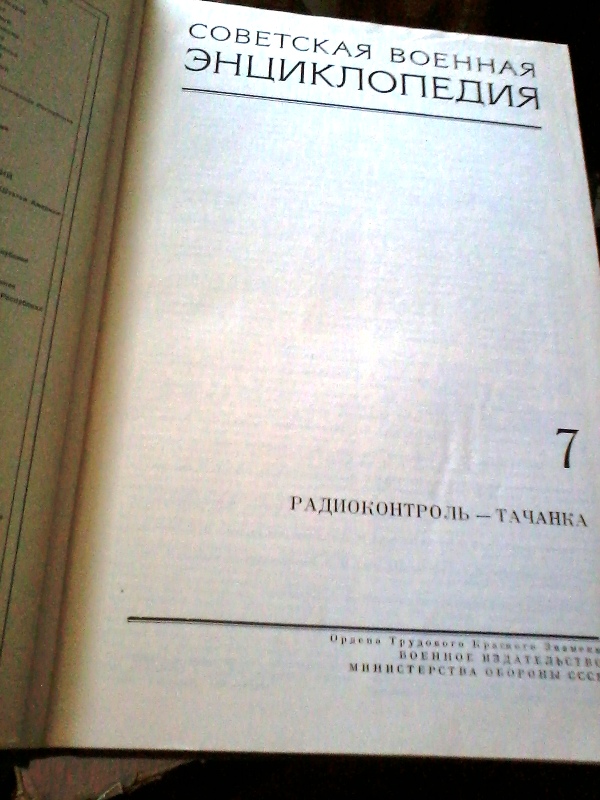 СОВЕТСКАЯ ВОЕННАЯ
ЭНЦИКЛОПЕДИЯ
7
РАДИОКОНТРОЛЬ — ТАЧАНКА
Ордена Трудового Красного Знамени
ВОЕННОЕ ИЗДАТЕЛЬСТВО
МИНИСТЕРСТВА ОБОРОНЫ СССР